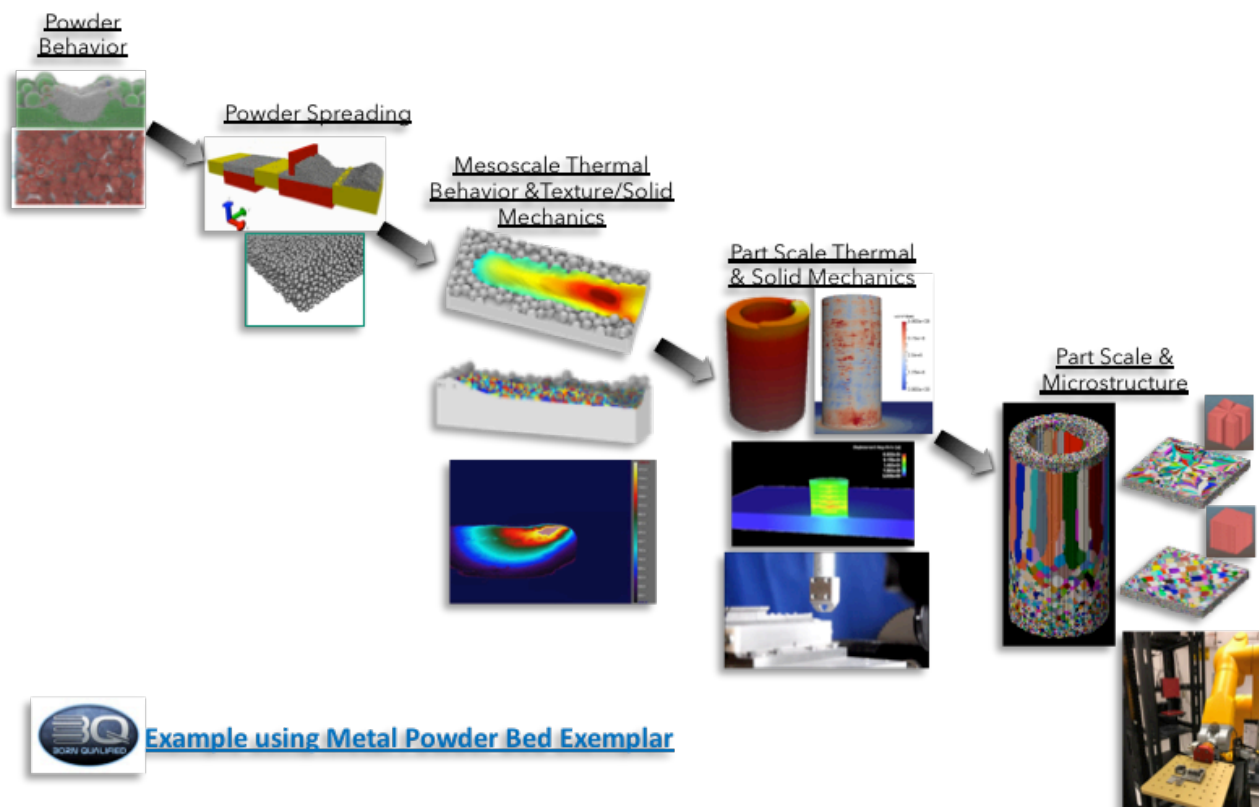 Powder
Behavior
Powder Spreading
Mesoscale Thermal
Behavior &Texture/Solid
Mechanics
Part Scale Thermal
& Solid Mechanics
Part Scale &
Microstructure
BQ
BORN QUALIFIED
Example using Metal Powder Bed Exemplar